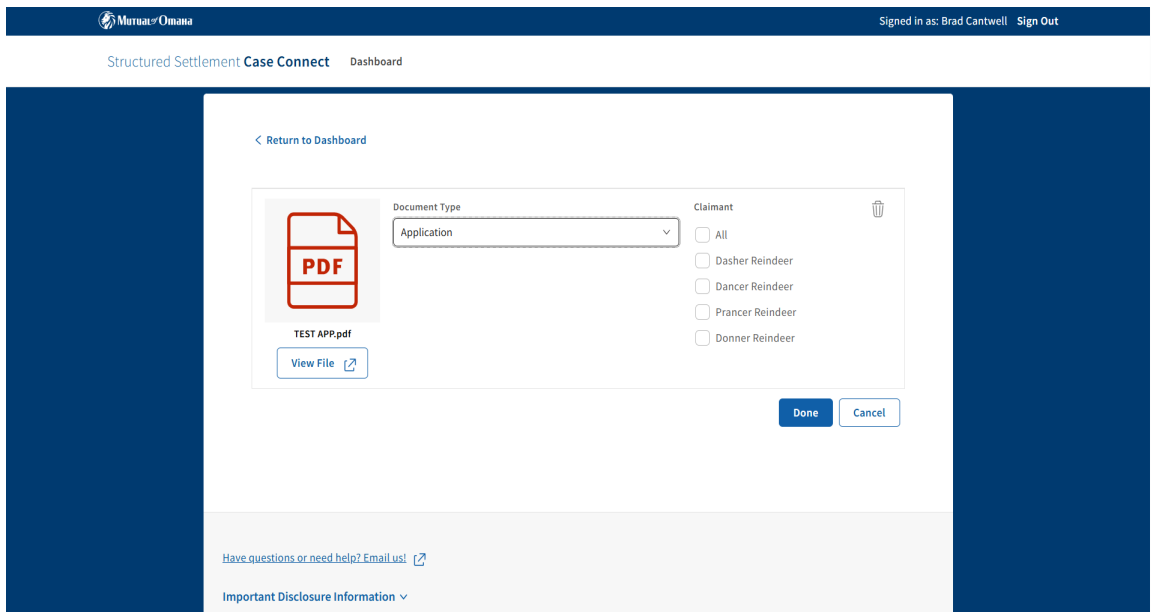 Mutual of Omaha
Signed in as: Brad Cantwell Sign Out
Structured Settlement Case Connect Dashboard
Return to Dashboard
PDF
TEST APP.pdf
View File
Document Type
Application
Claimant
All
Dasher Reindeer
Dancer Reindeer
Prancer Reindeer
Donner Reindeer
Done Cancel
Have questions or need help? Email us!
Important Disclosure Information